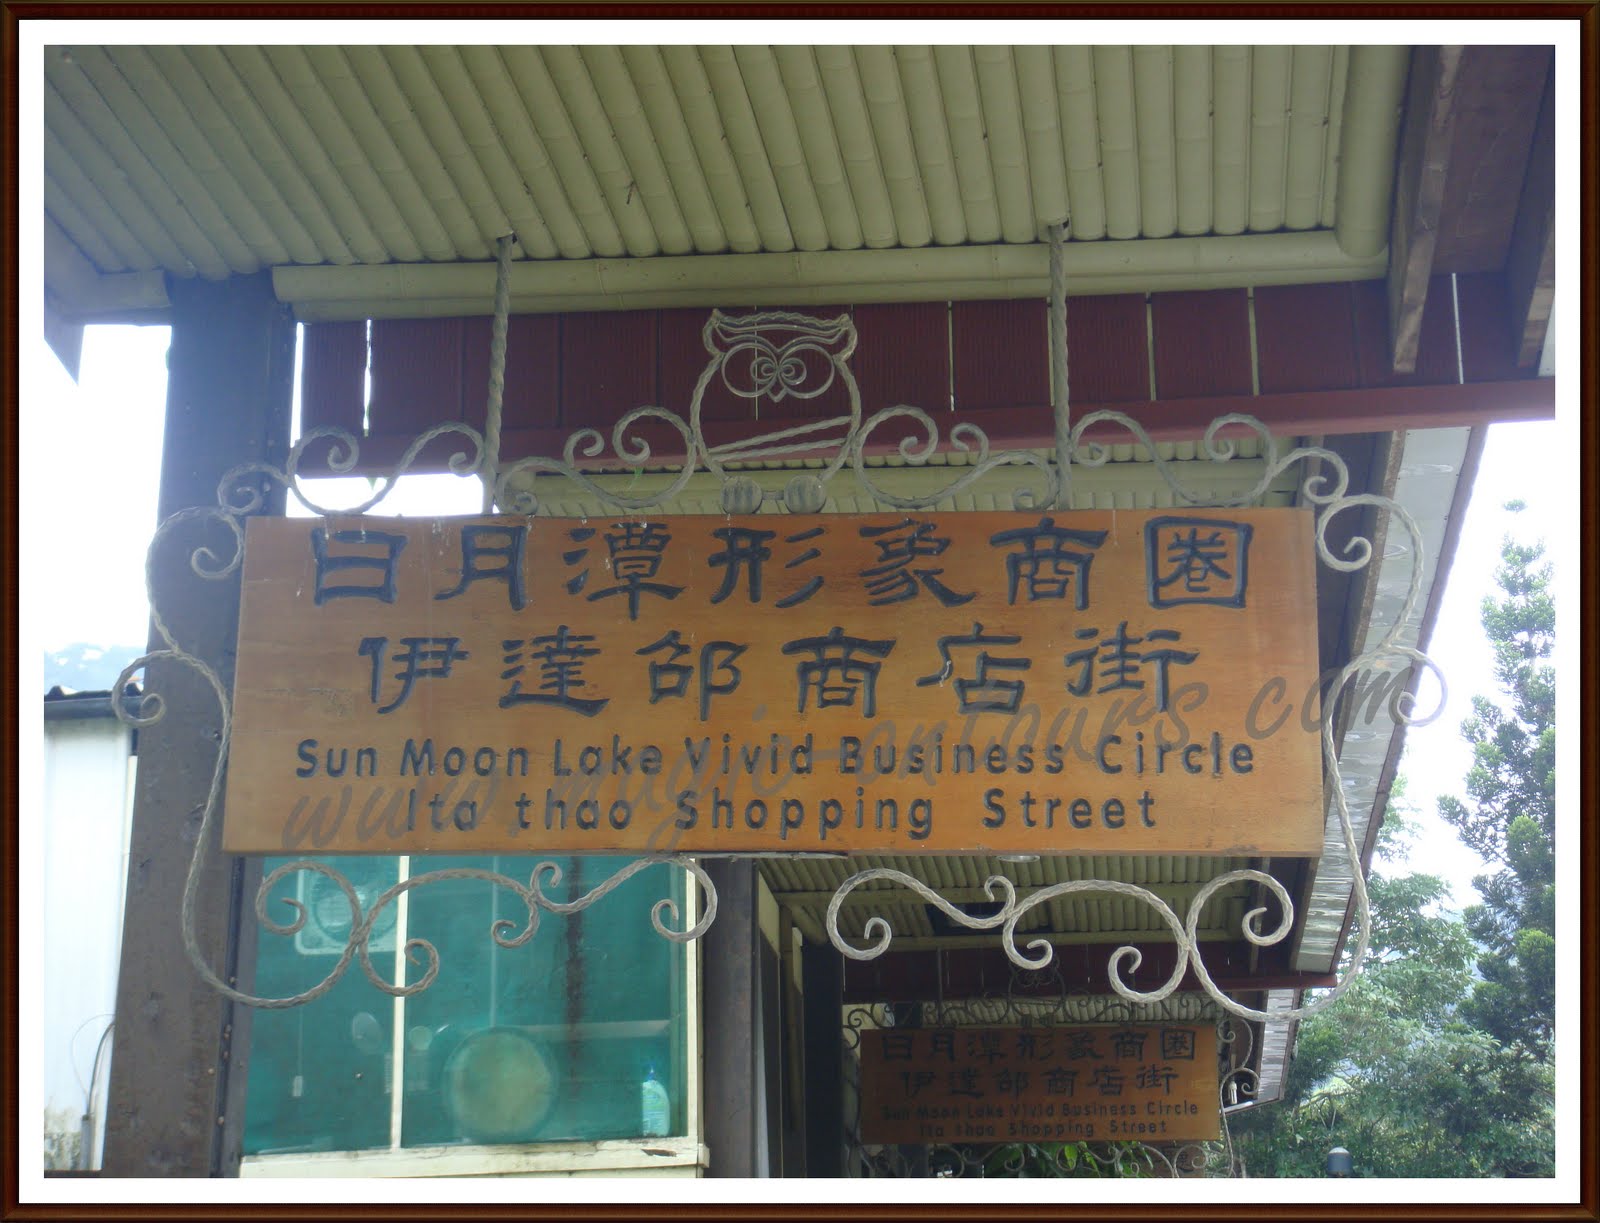 日月潭形象商圈
伊達邵商店街
Sun Moon Lake Vivid Business Circle
Ita thao Shopping Street
www.magic-ontours.com
日月潭形象商圈
伊達邵商店街
Sun Moon Lake Vivid Business Circle
Ita thao Shopping Street